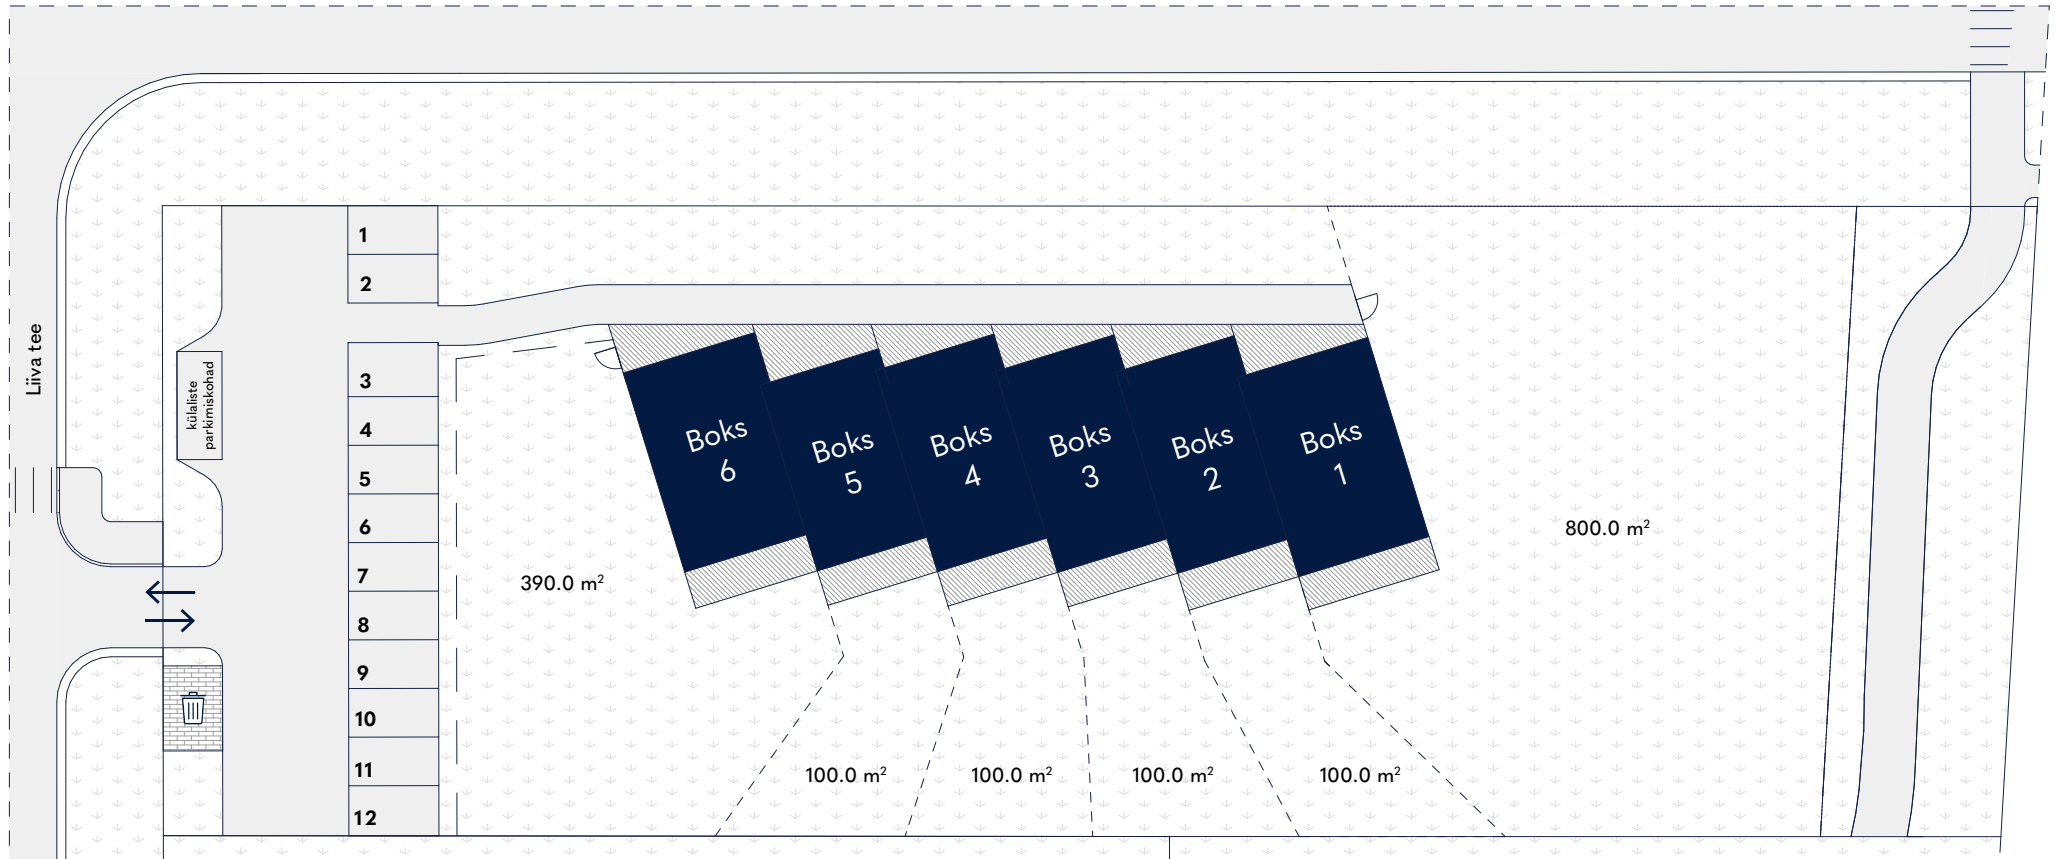 Liiva tee
külaliste
parkimiskohad
1
2
3
4
5
6
7
8
9
10
11
12
390.0 m²
Boks
6
Boks
5
Boks
4
Boks
3
Boks
2
Boks
1
800.0 m²
100.0 m²
100.0 m²
100.0 m²
100.0 m²